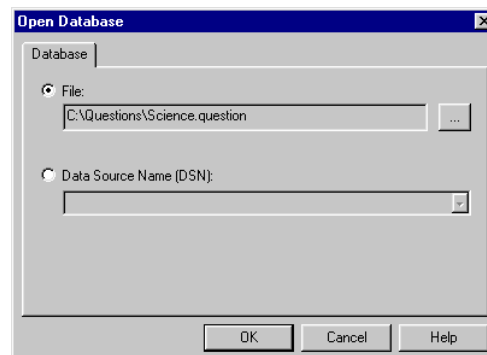 Open Database
Database
File:
C:\Questions\Science.question
...
Data Source Name (DSN):
OK Cancel Help